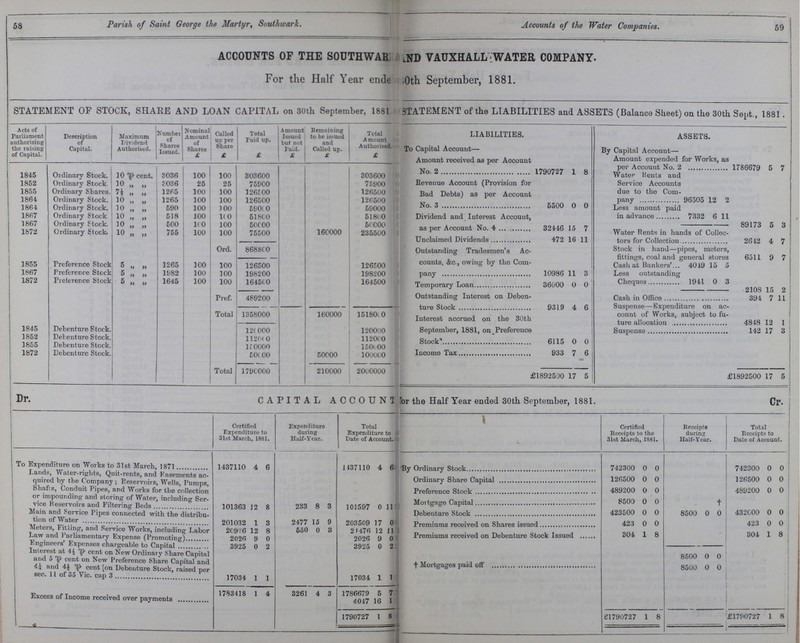 58 Parish of Saint George the Martyr, Southwark.
Accounts of the Water Companies. 59
ACCOUNTS OF THE SOUTHWAR AND VAUXHALL WATER COMPANY.
For the Half Year ende 30th September, 1881.
STATEMENT OF STOCK, SHARE AND LOAN CAPITAL on 30th September, 1881
Acts of Parliament authorizing the raising of Capital. Description of Capital. Maximum Dividend Authorised. Number of Shares Issued. Nominal Amount of Shares £ Called up per Share £ Total Paid up. £ Amount Issued but not Paid. £ Remaining to be issued and Called up. £ Total Amount Authorised. £
1845 Ordinary Stock. 10 ℔ cent. 3036 100 100 303600 303600
1852 Ordinary Stock. 10 „ „ 3036 25 25 75900 75900
1855 Ordinary Shares. 7½ „ „ 1265 100 100 126500 126500
1864 Ordinary Stock. 10 „ „ 1265 100 100 126500 126500
1864 Ordinary Stock. 10 „ „ 590 100 100 59000 59000
1867 Ordinary Stock 10 „ „ 518 100 100 51800 51800
1867 Ordinary Stock. 10 „ „ 500 100 100 50000 50000
1872 Ordinary Stock. 10 „ „ 755 100 100 75500 160000 235500
Ord. 868800
1855 Preference Stock 5 „ „ 1265 100 100 126500 126500
1867 Preference Stock 5 „ „ 1982 100 100 198200 198200
1872 Preference Stock 5 „ „ 1645 100 100 164500 164500
Pref. 489200
Total 1358000 160000 1518000
1845 Debenture Stock. 120000 120000
1852 Debenture Stock. 112000 112000
1855 Debenture Stock. 150000 150000
1872 Debenture Stock. 50000 50000 100000
Total 1790000 210000 2000000
STATEMENT of the LIABILITIES and ASSETS (Balance Sheet) on the 30th Sept., 1881.
LIABILITIES.
To Capital Account—
Amount received as per Account
No. 2 1790727 1 8
Revenue Account (Provision for
Bad Debts) as per Account
No. 3 5500 0 0
Dividend and Interest Account,
as per Account No. 4 32446 15 7
Unclaimed Dividends 472 16 11
Outstanding Tradesmen's Ac-
counts, &c., owing by the Com-
pany 10986 11 3
Temporary Loan 36000 0 0
Outstanding Interest on Deben-
ture Stock 9319 4 6
Interest accrued on the 30th
September, 1881, on Preference
Stock 6115 0 0
Income Tax 933 7 6
£1892500 17 5
ASSETS.
By Capital Account—
Amount expended for Works, as
per Account No. 2 1786679 5 7
Water Rents and
Service Accounts
due to the Com-
pany 96505 12 2
Less amount paid
in advance 7332 6 11
89173 5 3
Water Rents in hands of Collec-
tors for Collection 2642 4 7
Stock in hand—pipes, meters,
fittings, coal and general stores 6511 9 7
Cash at Bankers' 4049 15 5
Less outstanding
Cheques 1941 0 3
2108 15 2
Cash in Office 394 7 11
Suspense—Expenditure on ac-
count of Works, subject to fu-
ture allocation 4848 12 1
Suspense 142 17 3
£1892500 17 5
Dr. CAPITAL ACCOUNT for the Half Year ended 30th September, 1881. Cr.
Certified Expenditure to 31st March, 1881. Expenditure during Half-Year. Total Expenditure to Date of Account.
To Expenditure on Works to 31st March, 1871 1437110 4 6 1437110 4 6
Lands, Water-rights, Quit-rents, and Easements ac-
quired by the Company; Reservoirs, Wells, Pumps,
Shafts, Conduit Pipes, and Works for the collection
or impounding and storing of Water, including Ser-
vice Reservoirs and Filtering Beds 101363 12 8 233 8 3 101597 0 11
Main and Service Pipes connected with the distribu-
tion of Water 201032 1 3 2477 15 9 203509 17 0
Meters, Fitting, and Service Works, including Labor 20926 12 8 550 0 3 21476 12 11
Law and Parliamentary Expense (Promoting) 2026 9 0 2026 9 0
Engineers' Expenses chargeable to Capital 3925 0 2 3925 0 2
Interest at 4½ ℔ cent on New Ordinary Share Capital
and 5 ℔ cent on New Preference Share Capital and
4¼ and 4½ ℔ cent on Debenture Stock, raised per
sec. 11 of 35 Vic. cap 3 17034 1 1 17034 1 1
1783418 1 4 3261 4 3 1786679 5 7
Excess of Income received over payments 4047 16 1
1790727 1 8
Certified Receipts to the 31st March, 1881. Receipts during Half-Year. Total Receipts to Date of Account.
By Ordinary Stock 742300 0 0 742300 0 0
Ordinary Share Capital 126500 0 0 126500 0 0
Preference Stock 489200 0 0 489200 0 0
Mortgage Capital 8500 0 0 †
Debenture Stock 423500 0 0 8500 0 0 432000 0 0
Premiums received on Shares issued 423 0 0 423 0 0
Premiums received on Debenture Stock Issued 304 1 8 304 1 8
8500 0 0
† Mortgages paid off 8500 0 0
£1790727 1 8 £1790727 1 8